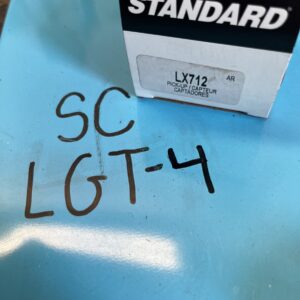 STANDARD
LX712 AR
PICKUP / CAPTEUR
CAPTADORES
SC
LGT-4